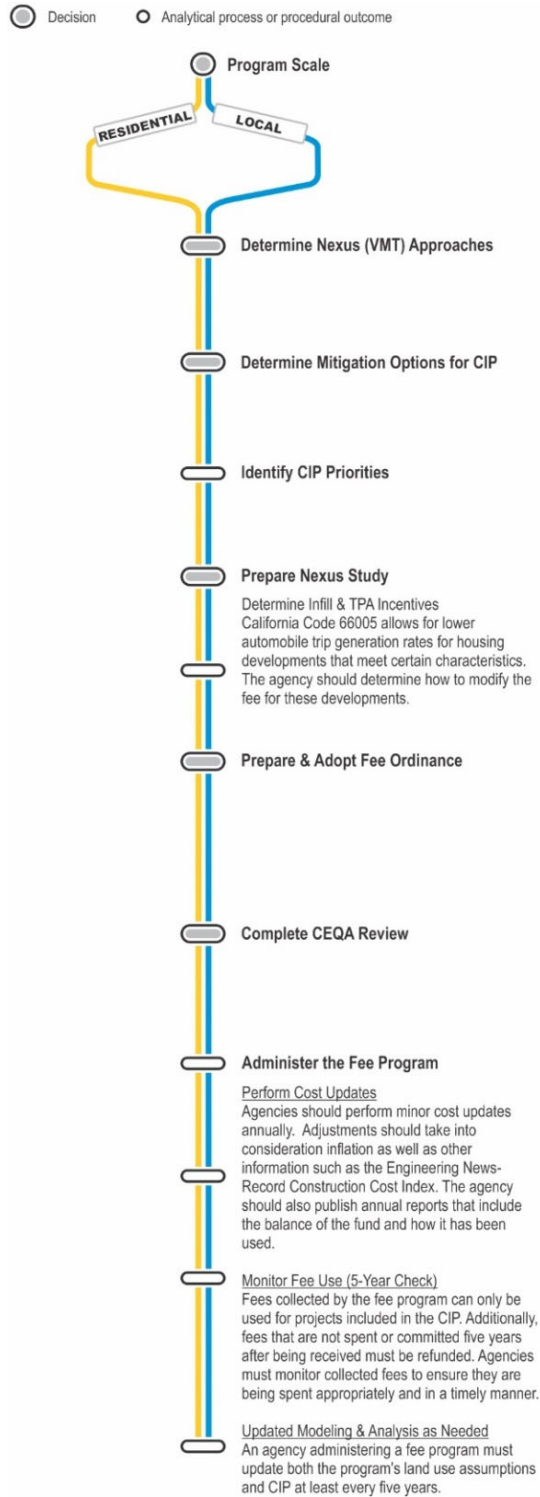 Decision
Analytical process or procedural outcome
Program Scale
RESIDENTIAL
LOCAL
Determine Nexus (VMT) Approaches
Determine Mitigation Options for CIP
Identify CIP Priorities
Prepare Nexus Study
Determine Infill & TPA Incentives
California Code 66005 allows for lower
automobile trip generation rates for housing
developments that meet certain characteristics.
The agency should determine how to modify the
fee for these developments.
Prepare & Adopt Fee Ordinance
Complete CEQA Review
Administer the Fee Program
Perform Cost Updates
Agencies should perform minor cost updates
annually. Adjustments should take into
consideration inflation as well as other
information such as the Engineering News-
Record Construction Cost Index. The agency
should also publish annual reports that include
the balance of the fund and how it has been
used.
Monitor Fee Use (5-Year Check)
Fees collected by the fee program can only be
used for projects included in the CIP. Additionally,
fees that are not spent or committed five years
after being received must be refunded. Agencies
must monitor collected fees to ensure they are
being spent appropriately and in a timely manner.
Updated Modeling & Analysis as Needed
An agency administering a fee program must
update both the program's land use assumptions
and CIP at least every five years.